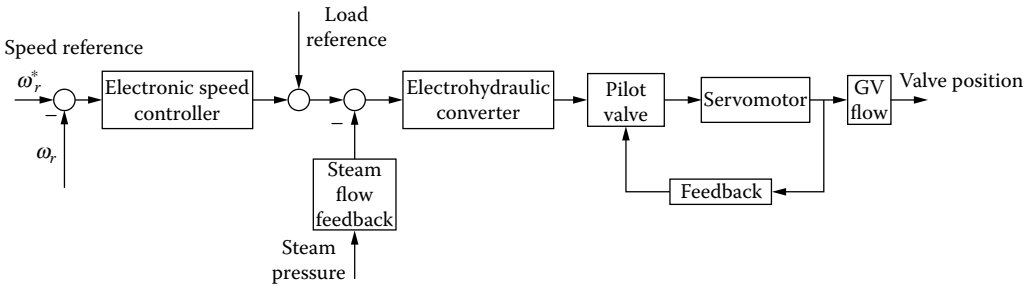 Speed reference
ω*r
−
ωr
Electronic speed
controller
Load
reference
−
Steam
flow
feedback
Steam
pressure
Electrohydraulic
converter
Pilot
valve
Servomotor
Feedback
GV
flow
Valve position